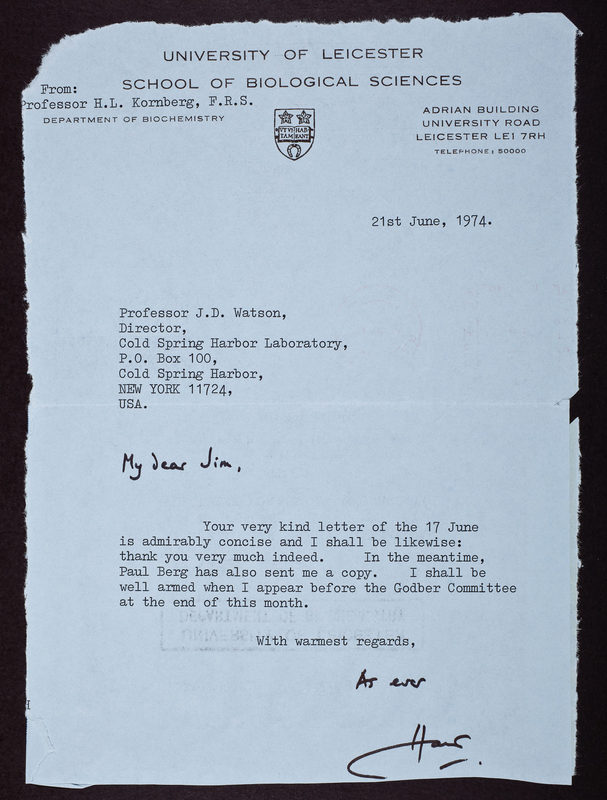 UNIVERSITY OF LEICESTER
SCHOOL OF BIOLOGICAL SCIENCES
From:
Professor H.L. Kornberg, F.R.S.
DEPARTMENT OF BIOCHEMISTRY
VT VI HAB
TAM EANT
ADRIAN BUILDING
UNIVERSITY ROAD
LEICESTER LE1 7RH
TELEPHONE: 50000
21st June, 1974.
Professor J.D. Watson,
Director,
Cold Spring Harbor Laboratory,
P.O. Box 100,
Cold Spring Harbor,
NEW YORK 11724,
USA.
My dear Jim,
Your very kind letter of the 17 June
is admirably concise and I shall be likewise:
thank you very much indeed. In the meantime,
Paul Berg has also sent me a copy. I shall be
well armed when I appear before the Godber Committee
at the end of this month.
With warmest regards,
As ever
Hans